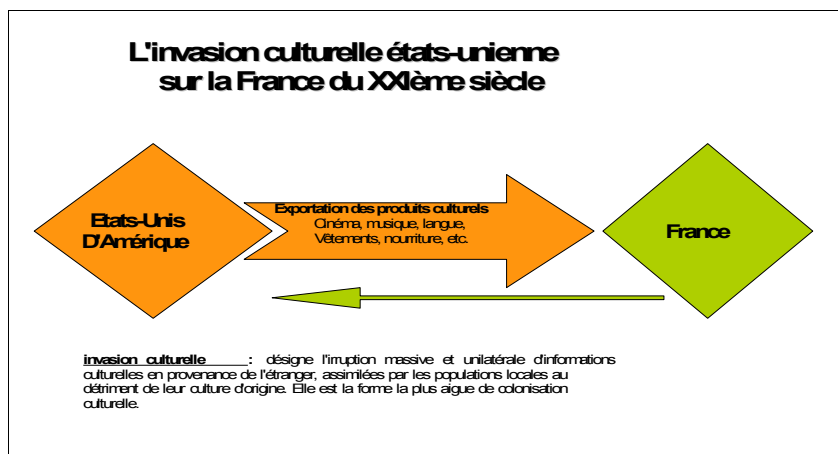 L'invasion culturelle états-unienne
sur la France du XXIème siècle
Etats-Unis
D'Amérique
Exportation des produits culturels
Cinéma, musique, langue,
Vêtements, nourriture, etc.
France
invasion culturelle : désigne l'irruption massive et unilatérale d'informations
culturelles en provenance de l'étranger, assimilées par les populations locales au
détriment de leur culture d'origine. Elle est la forme la plus aigue de colonisation
culturelle.